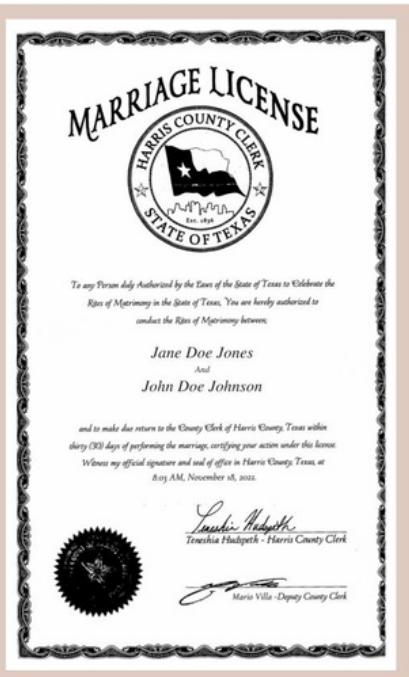 MARRIAGE LICENSE
HARRIS COUNTY CLERK
Est. 1836
STATE OF TEXAS
To any Person duly Authorized by the Laws of the State of Texas to Celebrate the
Rites of Matrimony in the State of Texas, You are hereby authorized to
conduct the Rites of Matrimony between;
Jane Doe Jones
And
John Doe Johnson
and to make due return to the County Clerk of Harris County, Texas within
thirty (30) days of performing the marriage, certifying your action under this license.
Witness my official signature and seal of office in Harris County, Texas, at
8:03 AM, November 18, 2022.
Teneshia Hudspeth
Teneshia Hudspeth - Harris County Clerk
Mario Villa -Deputy County Clerk